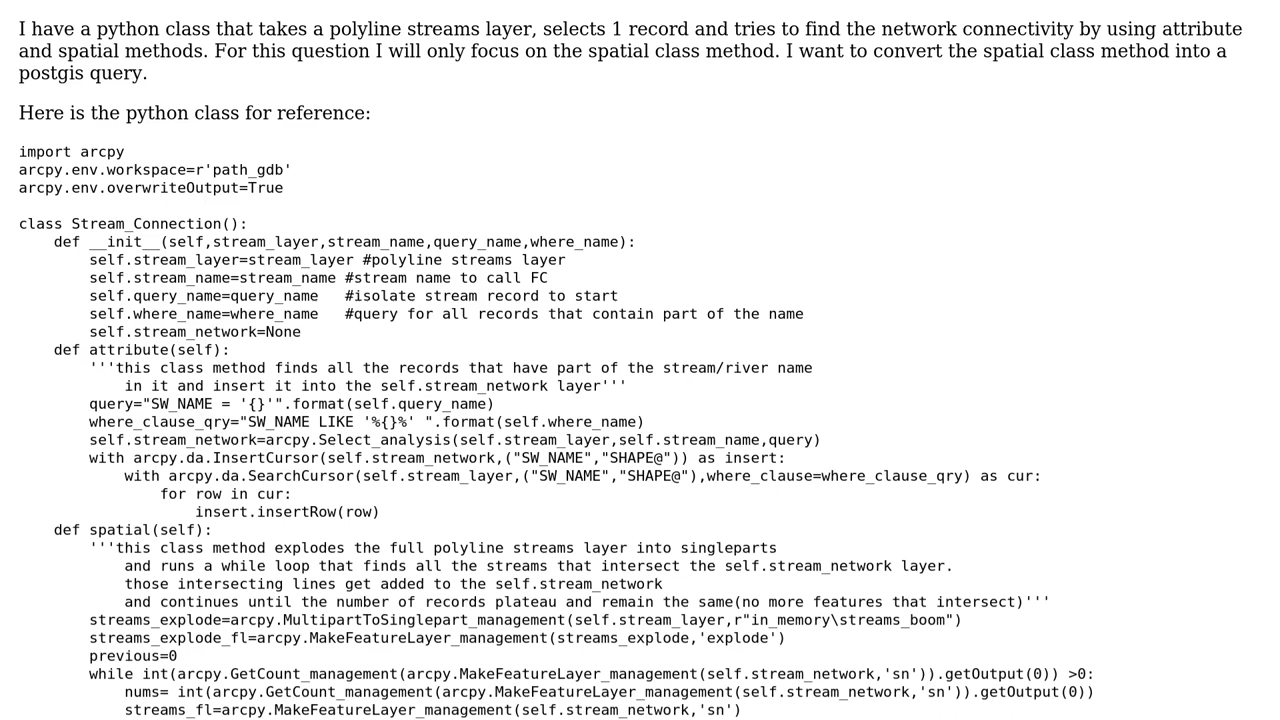 I have a python class that takes a polyline streams layer, selects 1 record and tries to find the network connectivity by using attribute
and spatial methods. For this question I will only focus on the spatial class method. I want to convert the spatial class method into a
postgis query.
Here is the python class for reference:
import arcpy
arcpy.env.workspace=r'path_gdb'
arcpy.env.overwriteOutput=True
class Stream_Connection():
    def __init__(self,stream_layer,stream_name,query_name,where_name):
        self.stream_layer=stream_layer #polyline streams layer
        self.stream_name=stream_name #stream name to call FC
        self.query_name=query_name   #isolate stream record to start
        self.where_name=where_name   #query for all records that contain part of the name
        self.stream_network=None
    def attribute(self):
        '''this class method finds all the records that have part of the stream/river name
            in it and insert it into the self.stream_network layer'''
        query="SW_NAME = '{}'".format(self.query_name)
        where_clause_qry="SW_NAME LIKE '%{}%' ".format(self.where_name)
        self.stream_network=arcpy.Select_analysis(self.stream_layer,self.stream_name,query)
        with arcpy.da.InsertCursor(self.stream_network,("SW_NAME","SHAPE@")) as insert:
            with arcpy.da.SearchCursor(self.stream_layer,("SW_NAME","SHAPE@"),where_clause=where_clause_qry) as cur:
                for row in cur:
                    insert.insertRow(row)
    def spatial(self):
        '''this class method explodes the full polyline streams layer into singleparts
            and runs a while loop that finds all the streams that intersect the self.stream_network layer.
            those intersecting lines get added to the self.stream_network
            and continues until the number of records plateau and remain the same(no more features that intersect)'''
        streams_explode=arcpy.MultipartToSinglepart_management(self.stream_layer,r"in_memory\streams_boom")
        streams_explode_fl=arcpy.MakeFeatureLayer_management(streams_explode,'explode')
        previous=0
        while int(arcpy.GetCount_management(arcpy.MakeFeatureLayer_management(self.stream_network,'sn')).getOutput(0)) >0:
            nums= int(arcpy.GetCount_management(arcpy.MakeFeatureLayer_management(self.stream_network,'sn')).getOutput(0))
            streams_fl=arcpy.MakeFeatureLayer_management(self.stream_network,'sn')